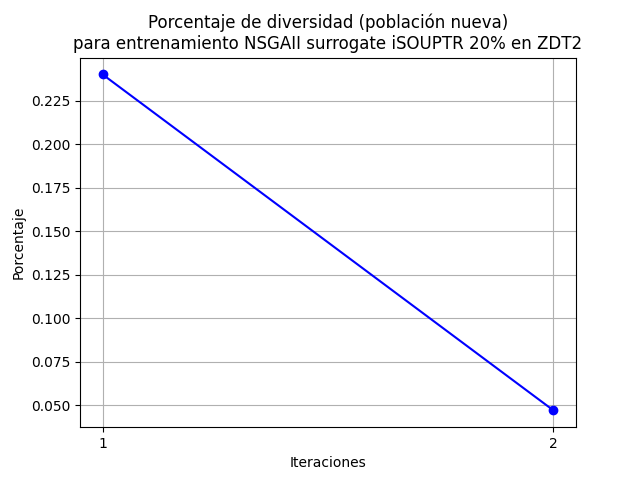 Porcentaje de diversidad (población nueva)
para entrenamiento NSGAII surrogate iSOUPTR 20% en ZDT2
0.225
0.200
0.175
0.150
0.125
0.100
0.075
0.050
Porcentaje
1
2
Iteraciones